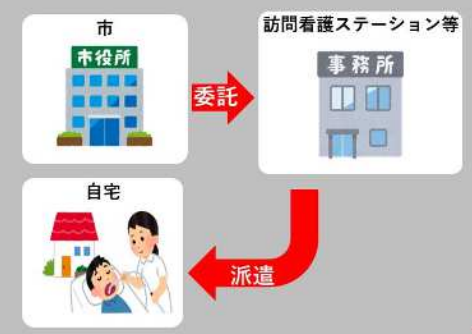 市
市役所
委託
訪問看護ステーション等
事務所
派遣
自宅